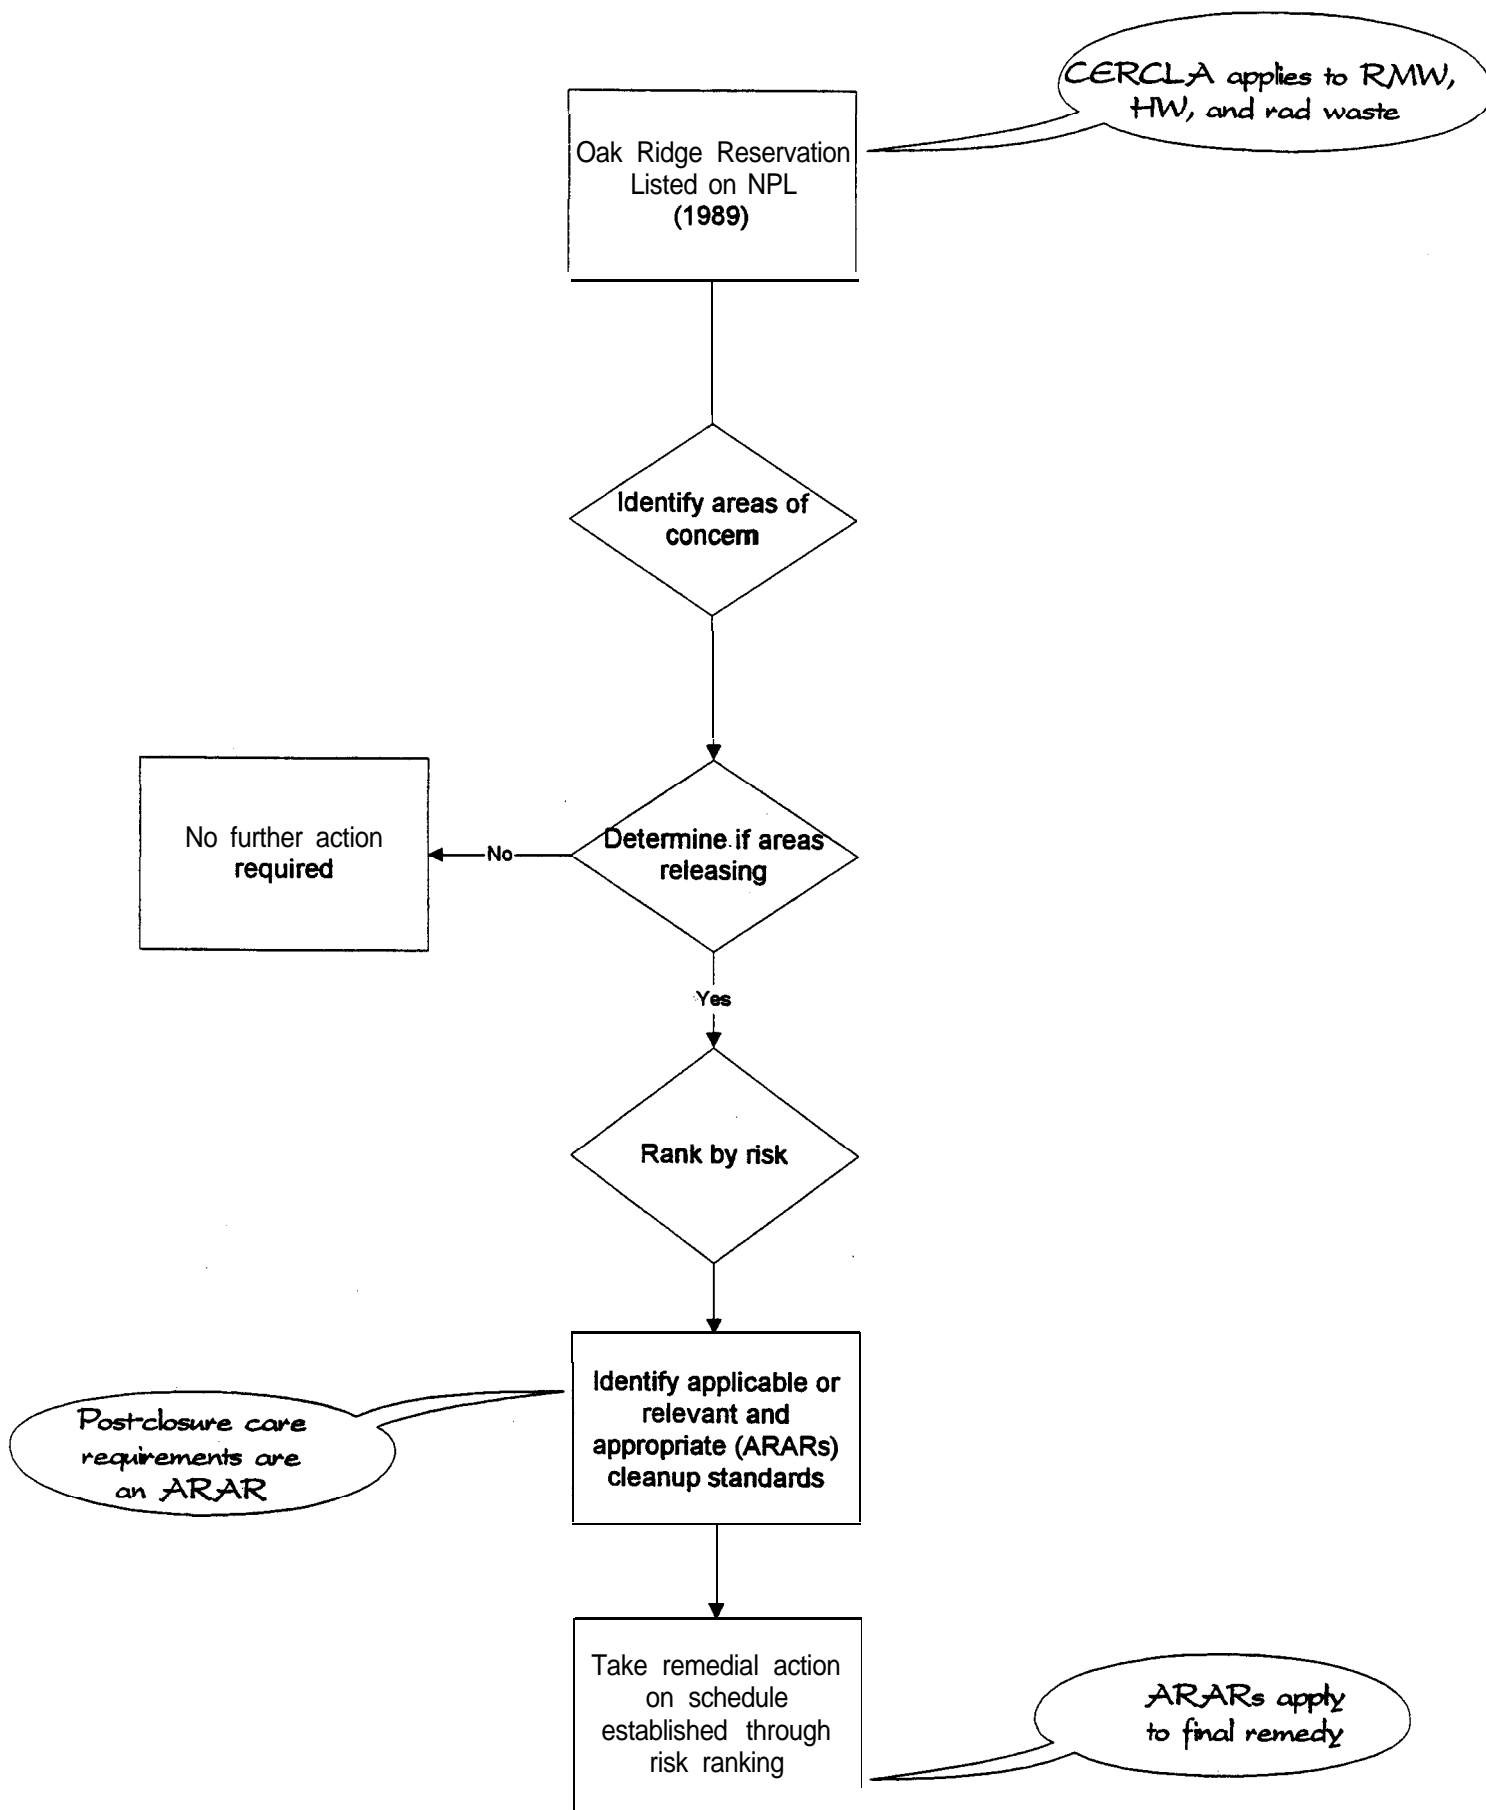 CERCLA applies to RMW,
HW, and rad waste
Oak Ridge Reservation
Listed on NPL
(1989)
Identify areas of
concern
Determine if areas
releasing
No
No further action
required
Yes
Rank by risk
Identify applicable or
relevant and
appropriate (ARARs)
cleanup standards
Post-closure care
requirements are
an ARAR
Take remedial action
on schedule
established through
risk ranking
ARARs apply
to final remedy